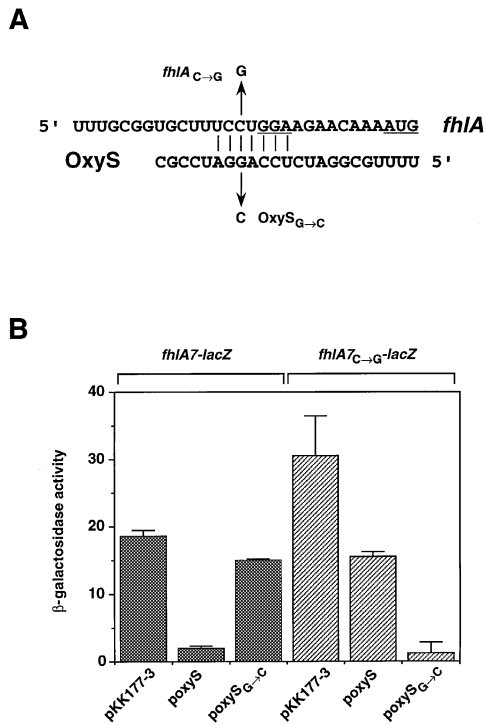 A
fhlA C→G G
5' UUUGCGGUGCUUUCCUGGAAGAACAAAAUG fhlA
OxyS CGCCUAGGACCUCUAGGCGUUUU 5'
C OxyS G→C
B
fhlA7-lacZ fhlA7 C→G-lacZ
40
30
20
10
0
β-galactosidase activity
pKK177-3 poxyS poxyS G→C pKK177-3 poxyS poxyS G→C